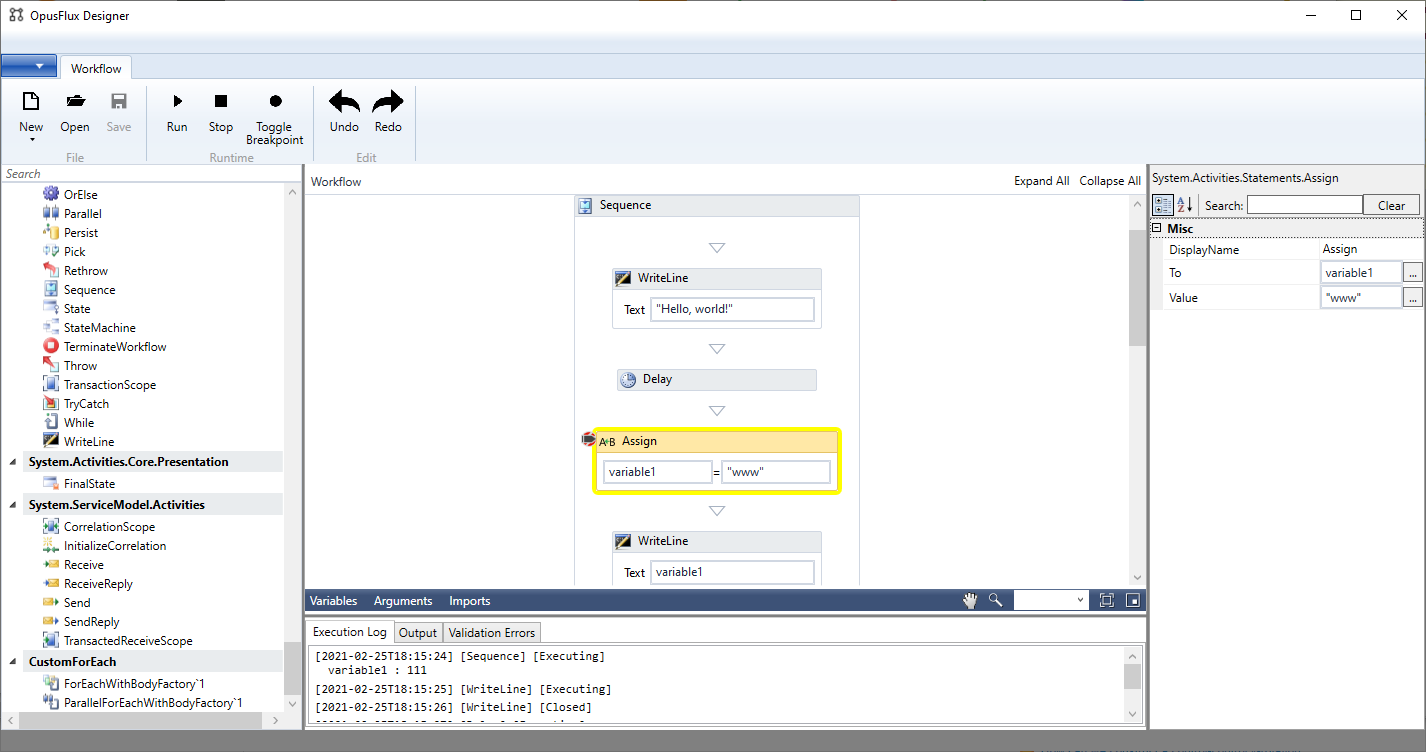 OpusFlux Designer
Workflow
New
Open
Save
Run
Stop
Toggle
Breakpoint
Undo
Redo
File
Runtime
Edit
Search
OrElse
Parallel
Persist
Pick
Rethrow
Sequence
State
StateMachine
TerminateWorkflow
Throw
TransactionScope
TryCatch
While
WriteLine
System.Activities.Core.Presentation
FinalState
System.ServiceModel.Activities
CorrelationScope
InitializeCorrelation
Receive
ReceiveReply
Send
SendReply
TransactedReceiveScope
CustomForEach
ForEachWithBodyFactory`1
ParallelForEachWithBodyFactory`1
Workflow
Expand All Collapse All
Sequence
WriteLine
Text "Hello, world!"
Delay
A+B Assign
variable1 = "www"
WriteLine
Text variable1
Variables Arguments Imports
Execution Log Output Validation Errors
[2021-02-25T18:15:24] [Sequence] [Executing]
variable1 : 111
[2021-02-25T18:15:25] [WriteLine] [Executing]
[2021-02-25T18:15:26] [WriteLine] [Closed]
System.Activities.Statements.Assign
A Z Search: Clear
Misc
DisplayName Assign
To variable1 ...
Value "www" ...